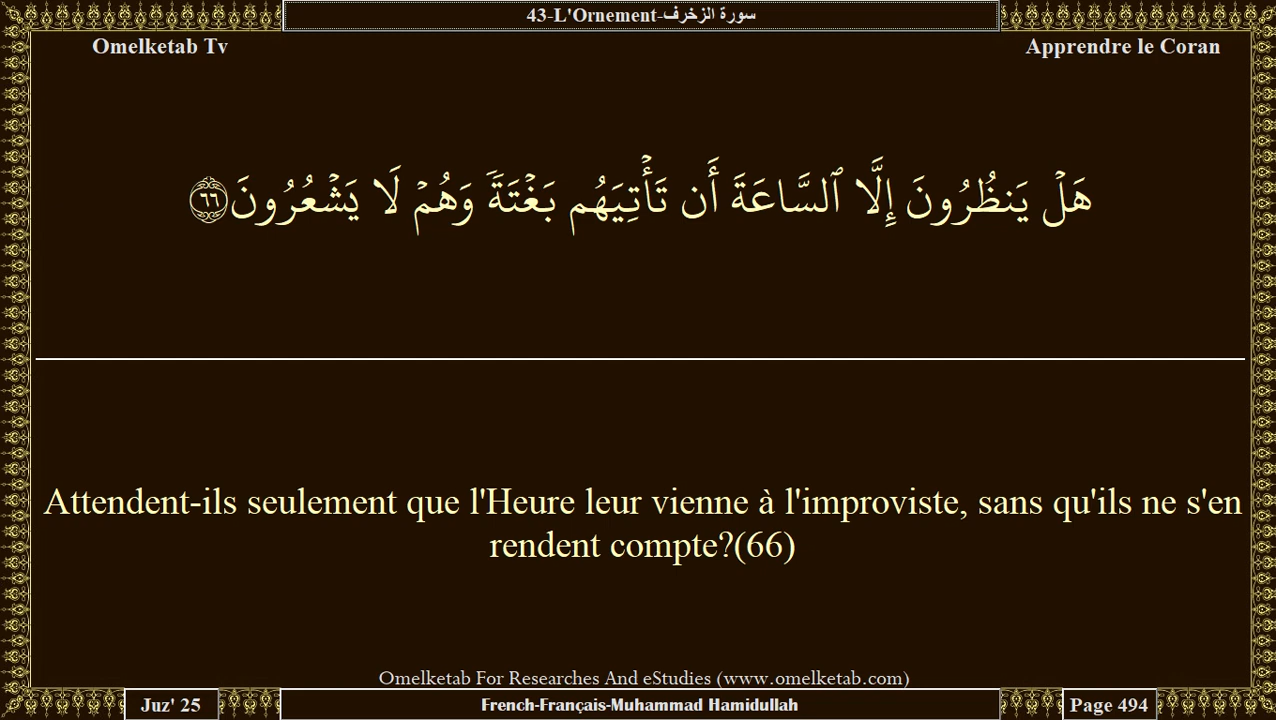 43-L'Ornement-سورة الزخرف
Omelketab Tv
Apprendre le Coran
هَلۡ يَنظُرُونَ إِلَّا ٱلسَّاعَةَ أَن تَأۡتِيَهُم بَغۡتَةٗ وَهُمۡ لَا يَشۡعُرُونَ ٦٦
Attendent-ils seulement que l'Heure leur vienne à l'improviste, sans qu'ils ne s'en
rendent compte?(66)
Omelketab For Researches And eStudies (www.omelketab.com)
Juz' 25
French-Français-Muhammad Hamidullah
Page 494